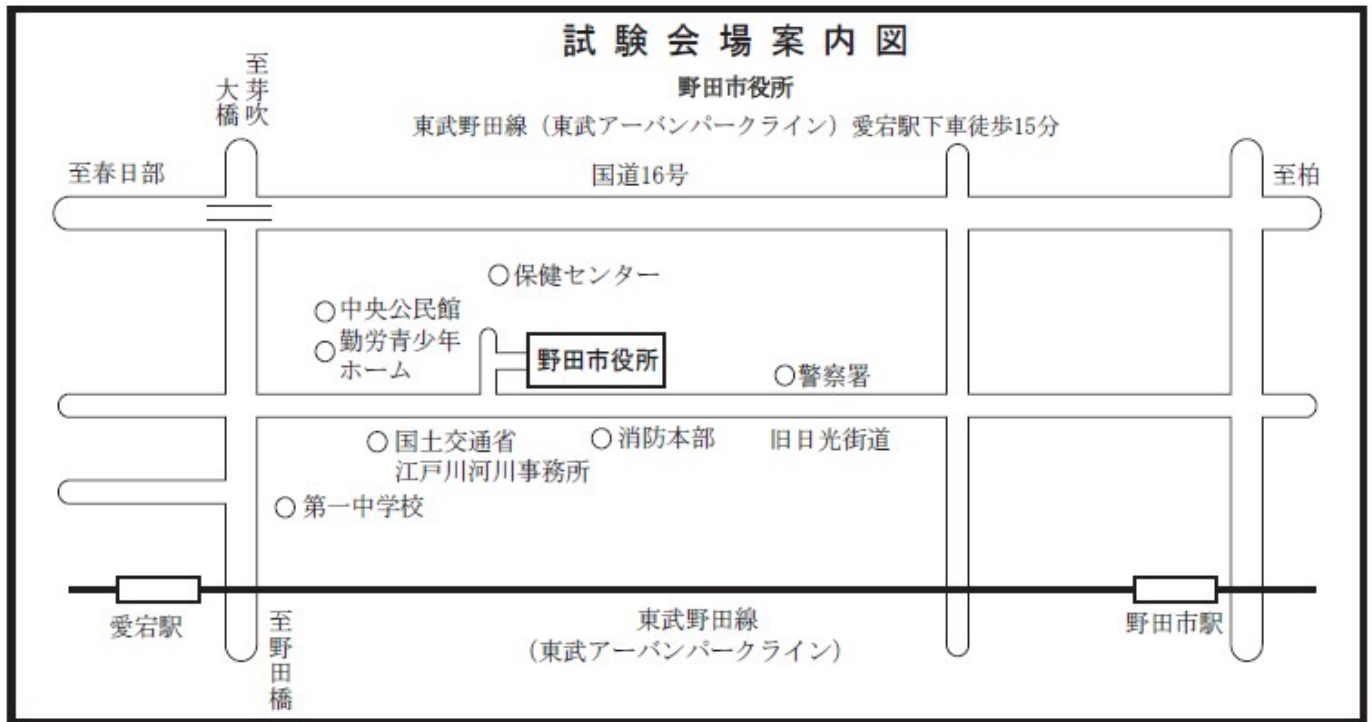 試験会場案内図
野田市役所
東武野田線（東武アーバンパークライン）愛宕駅下車徒歩15分
至芽吹
大橋
至春日部
国道16号
至柏
○保健センター
○中央公民館
○勤労青少年
ホーム
野田市役所
○警察署
○国土交通省
江戸川河川事務所
○消防本部
旧日光街道
○第一中学校
愛宕駅
至野田橋
東武野田線
（東武アーバンパークライン）
野田市駅